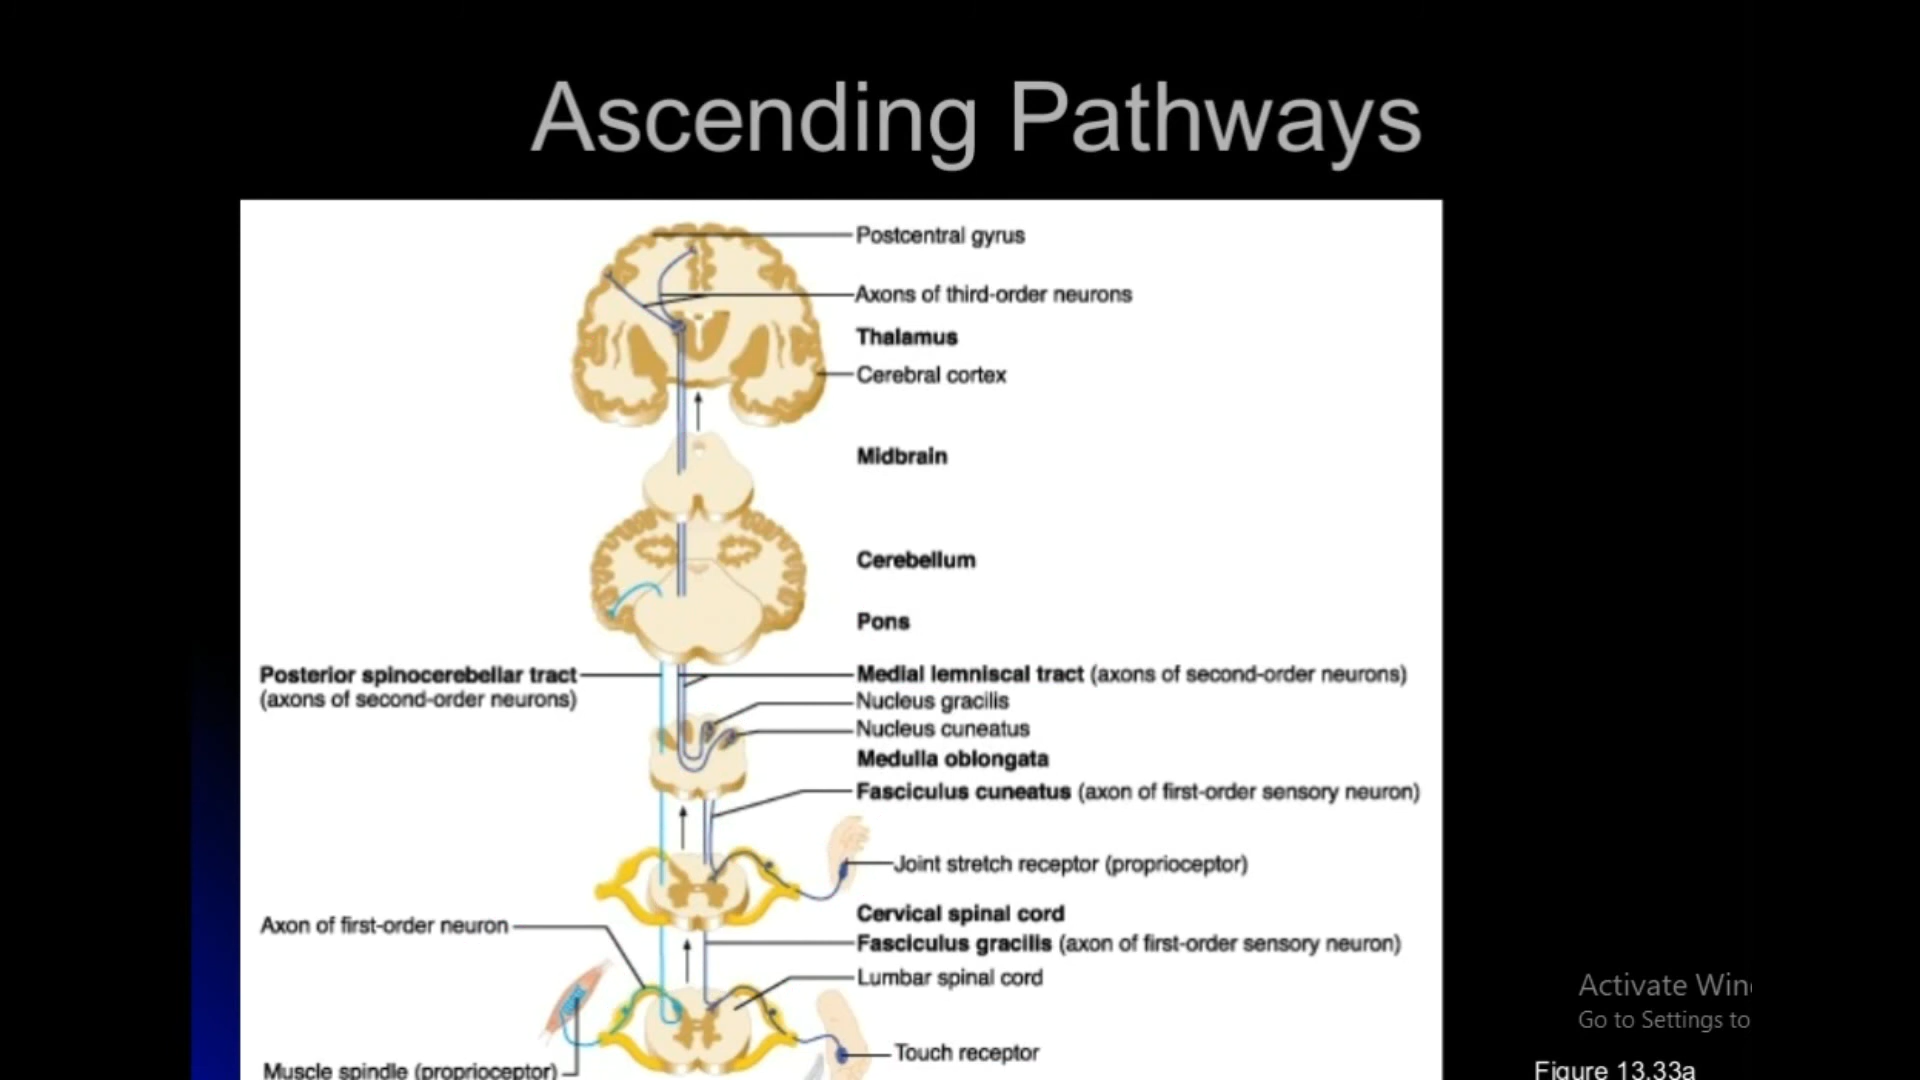 Ascending Pathways
Postcentral gyrus
Axons of third-order neurons
Thalamus
Cerebral cortex
Midbrain
Cerebellum
Pons
Posterior spinocerebellar tract
(axons of second-order neurons)
Medial lemniscal tract (axons of second-order neurons)
Nucleus gracilis
Nucleus cuneatus
Medulla oblongata
Fasciculus cuneatus (axon of first-order sensory neuron)
Joint stretch receptor (proprioceptor)
Cervical spinal cord
Axon of first-order neuron
Fasciculus gracilis (axon of first-order sensory neuron)
Lumbar spinal cord
Touch receptor
Muscle spindle (proprioceptor)
Activate Win
Go to Settings to
Figure 13.33a